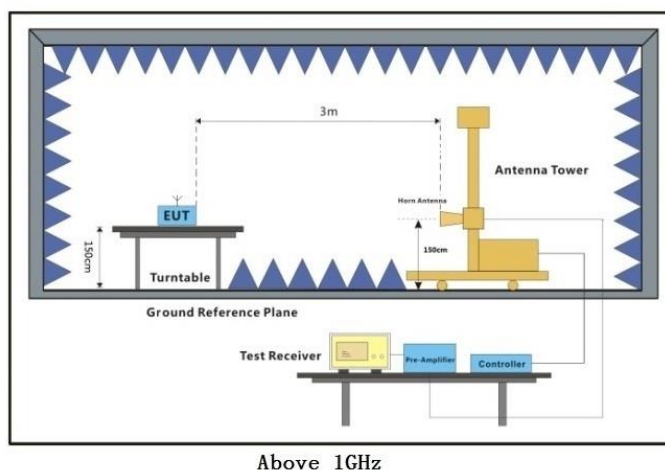 3m
Antenna Tower
Horn Antenna
EUT
150cm
150cm
Turntable
Ground Reference Plane
Test Receiver
Pre-Amplifier
Controller
Above 1GHz